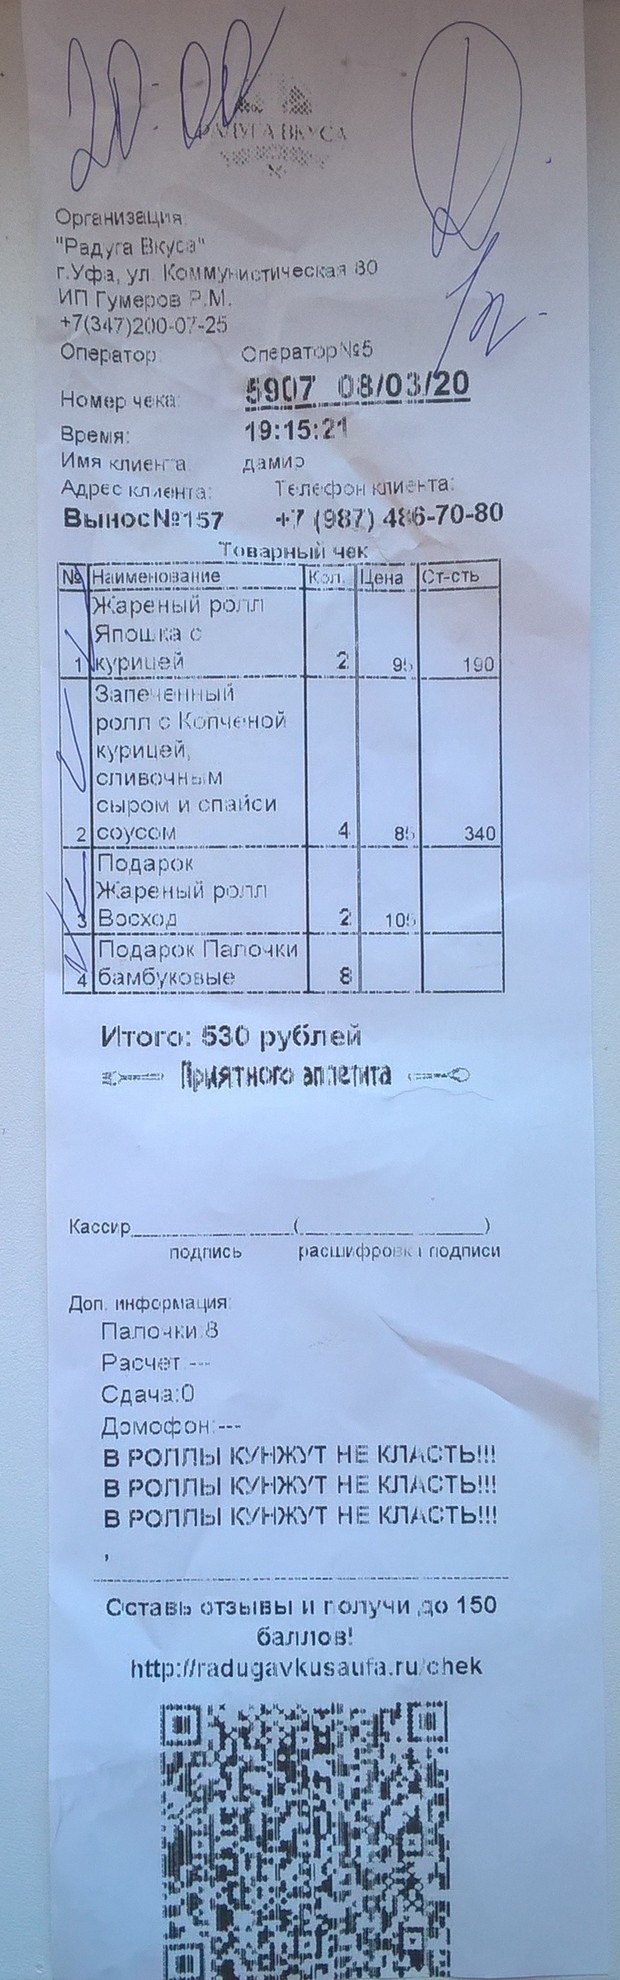 20:00
РАДУГА ВКУСА
Организация:
"Радуга Вкуса"
г.Уфа, ул. Коммунистическая 80
ИП Гумеров Р.М.
+7(347)200-07-25
Оператор: Оператор№5
Номер чека: 5907 08/03/20
Время: 19:15:21
Имя клиента: дамир
Адрес клиента: Телефон клиента:
Вынос№157 +7 (987) 486-70-80
Товарный чек
№ Наименование Кол. Цена Ст-сть
Жареный ролл
Япошка с
1 курицей 2 95 190
Запеченный
ролл с Копченой
курицей,
сливочным
сыром и спайси
2 соусом 4 85 340
Подарок
Жареный ролл
3 Восход 2 105
Подарок Палочки
4 бамбуковые 8
Итого: 530 рублей
Приятного аппетита
Кассир_______________(_________________)
подпись расшифровка подписи
Доп. информация:
Палочки:8
Расчет:---
Сдача:0
Домофон:---
В РОЛЛЫ КУНЖУТ НЕ КЛАСТЬ!!!
В РОЛЛЫ КУНЖУТ НЕ КЛАСТЬ!!!
В РОЛЛЫ КУНЖУТ НЕ КЛАСТЬ!!!
,
Оставь отзывы и получи до 150
баллов!
http://radugavkusaufa.ru/chek